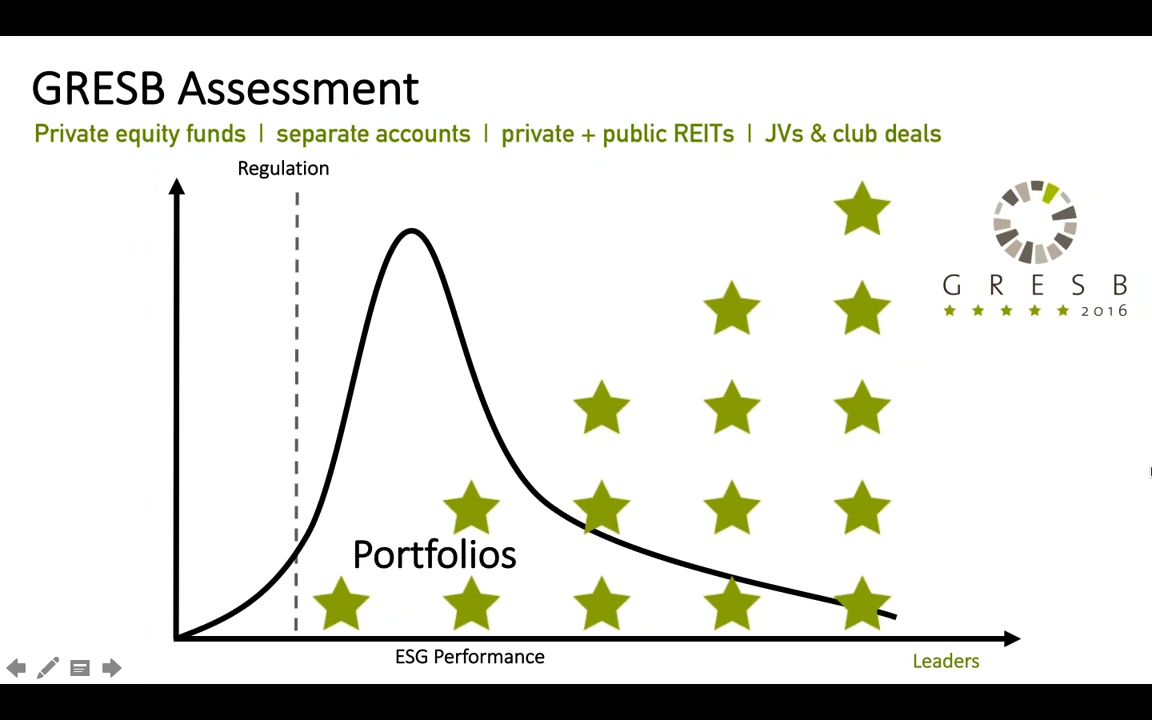 GRESB Assessment
Private equity funds | separate accounts | private + public REITs | JVs & club deals
Regulation
G R E S B
2016
Portfolios
ESG Performance
Leaders